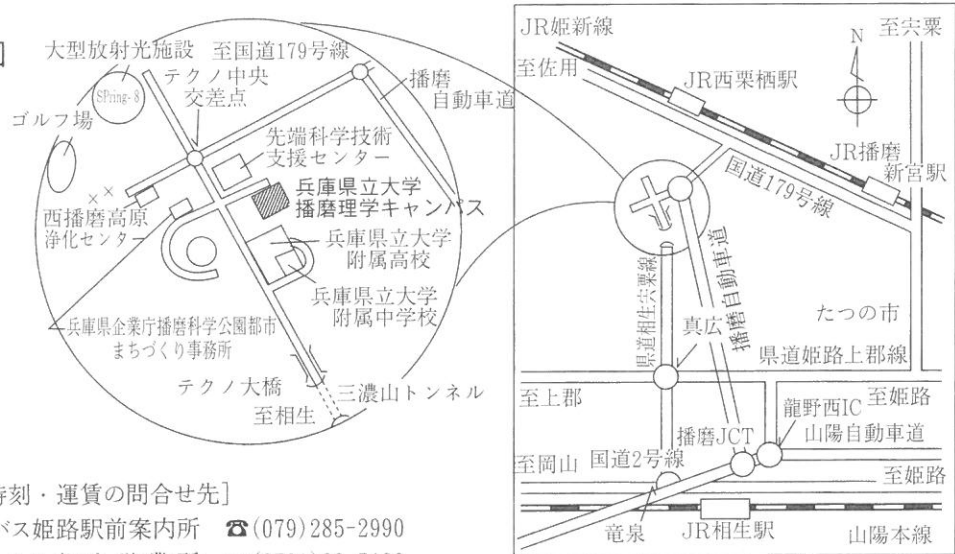 ]
大型放射光施設
至国道179号線
テクノ中央
交差点
播磨
自動車道
SPring-8
ゴルフ場
先端科学技術
支援センター
兵庫県立大学
播磨理学キャンパス
西播磨高原
浄化センター
兵庫県立大学
附属高校
兵庫県立大学
附属中学校
兵庫県企業庁播磨科学公園都市
まちづくり事務所
テクノ大橋
三濃山トンネル
至相生
JR姫新線
至宍粟
至佐用
JR西栗栖駅
N
JR播磨
新宮駅
国道179号線
県道相生宍粟線
播磨自動車道
たつの市
真広
県道姫路上郡線
至上郡
至姫路
龍野西IC
播磨JCT
山陽自動車道
至岡山
国道2号線
至姫路
竜泉
JR相生駅
山陽本線
時刻・運賃の問合せ先]
バス姫路駅前案内所 ☎(079)285-2990